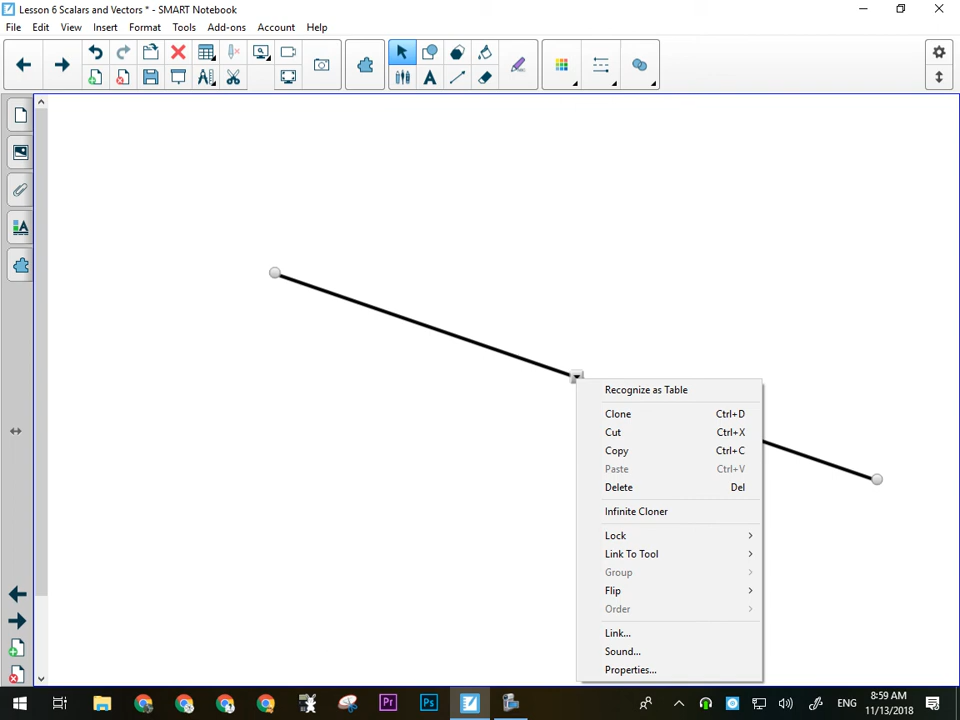 Lesson 6 Scalars and Vectors * - SMART Notebook
File Edit View Insert Format Tools Add-ons Account Help
Recognize as Table
Clone Ctrl+D
Cut Ctrl+X
Copy Ctrl+C
Paste Ctrl+V
Delete Del
Infinite Cloner
Lock
Link To Tool
Group
Flip
Order
Link...
Sound...
Properties...
Pr Ps ENG 8:59 AM
11/13/2018